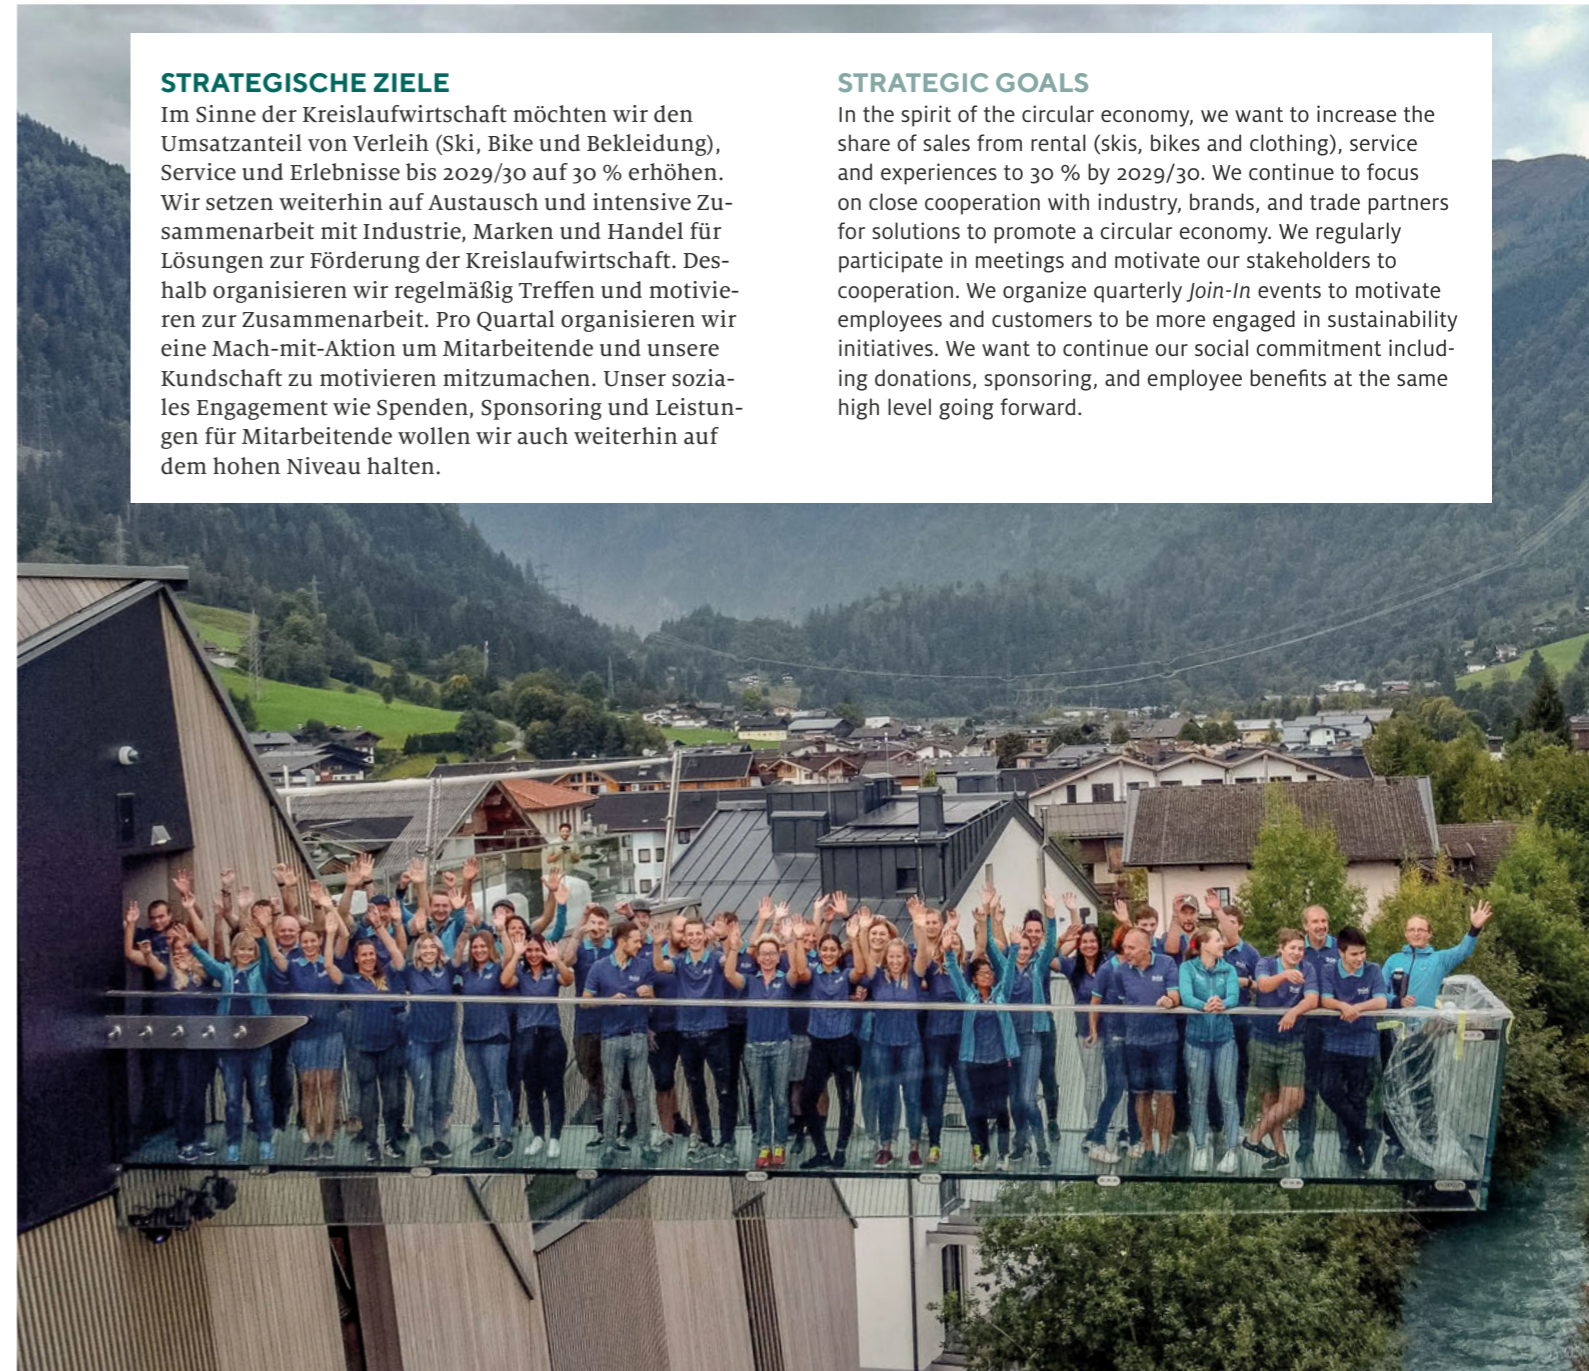 STRATEGISCHE ZIELE
Im Sinne der Kreislaufwirtschaft möchten wir den
Umsatzanteil von Verleih (Ski, Bike und Bekleidung),
Service und Erlebnisse bis 2029/30 auf 30 % erhöhen.
Wir setzen weiterhin auf Austausch und intensive Zu-
sammenarbeit mit Industrie, Marken und Handel für
Lösungen zur Förderung der Kreislaufwirtschaft. Des-
halb organisieren wir regelmäßig Treffen und motivie-
ren zur Zusammenarbeit. Pro Quartal organisieren wir
eine Mach-mit-Aktion um Mitarbeitende und unsere
Kundschaft zu motivieren mitzumachen. Unser sozia-
les Engagement wie Spenden, Sponsoring und Leistun-
gen für Mitarbeitende wollen wir auch weiterhin auf
dem hohen Niveau halten.
STRATEGIC GOALS
In the spirit of the circular economy, we want to increase the
share of sales from rental (skis, bikes and clothing), service
and experiences to 30 % by 2029/30. We continue to focus
on close cooperation with industry, brands, and trade partners
for solutions to promote a circular economy. We regularly
participate in meetings and motivate our stakeholders to
cooperation. We organize quarterly Join-In events to motivate
employees and customers to be more engaged in sustainability
initiatives. We want to continue our social commitment includ-
ing donations, sponsoring, and employee benefits at the same
high level going forward.